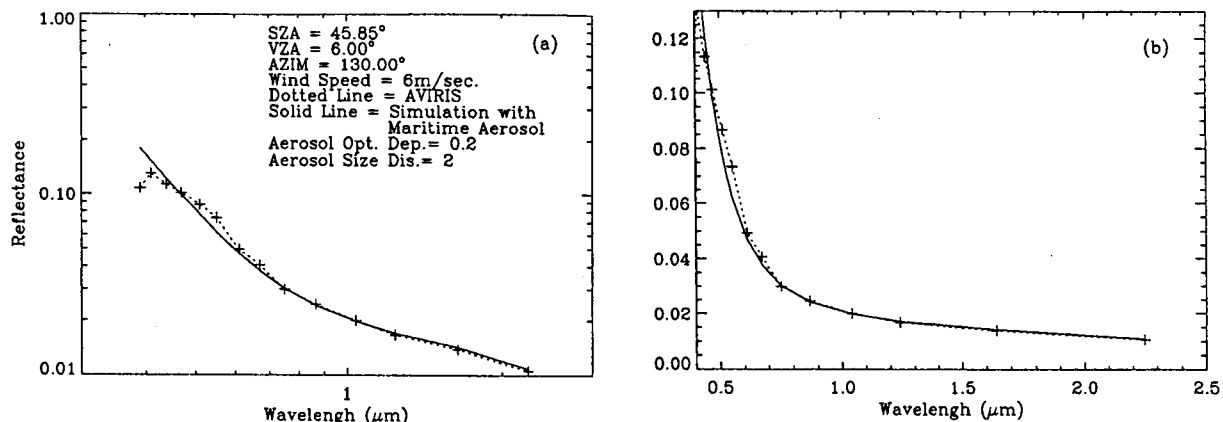 1.00
0.10
0.01
Reflectance
SZA = 45.85°
VZA = 6.00°
AZIM = 130.00°
Wind Speed = 6m/sec.
Dotted Line = AVIRIS
Solid Line = Simulation with
Maritime Aerosol
Aerosol Opt. Dep.= 0.2
Aerosol Size Dis.= 2
(a)
1
Wavelengh (μm)
0.12
0.10
0.08
0.06
0.04
0.02
0.00
(b)
0.5 1.0 1.5 2.0 2.5
Wavelengh (μm)